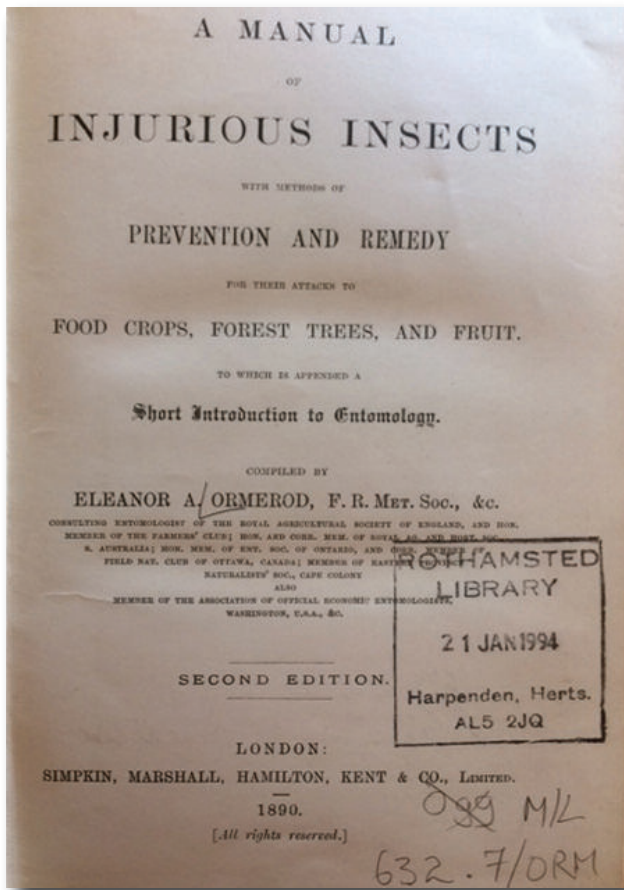 A MANUAL
OF
INJURIOUS INSECTS
WITH METHODS OF
PREVENTION AND REMEDY
FOR THEIR ATTACKS TO
FOOD CROPS, FOREST TREES, AND FRUIT.
TO WHICH IS APPENDED A
Short Introduction to Entomology.
COMPILED BY
ELEANOR A. ORMEROD, F. R. MET. SOC., &c.
CONSULTING ENTOMOLOGIST OF THE ROYAL AGRICULTURAL SOCIETY OF ENGLAND, AND HON.
MEMBER OF THE FARMERS' CLUB; HON. AND CORR. MEM. OF ROYAL AG. AND HORT. SOC.
S. AUSTRALIA; HON. MEM. OF ENT. SOC. OF ONTARIO, AND CORR. MEMBER OF
FIELD NAT. CLUB OF OTTAWA, CANADA; MEMBER OF EASTERN PROVINCE
NATURALISTS' SOC., CAPE COLONY
ALSO
MEMBER OF THE ASSOCIATION OF OFFICIAL ECONOMIC ENTOMOLOGISTS,
WASHINGTON, U.S.A., &c.
ROTHAMSTED
LIBRARY
21 JAN 1994
Harpenden, Herts.
AL5 2JQ
SECOND EDITION.
LONDON:
SIMPKIN, MARSHALL, HAMILTON, KENT & CO., LIMITED.
1890.
[All rights reserved.]
M/L
632.7/ORM